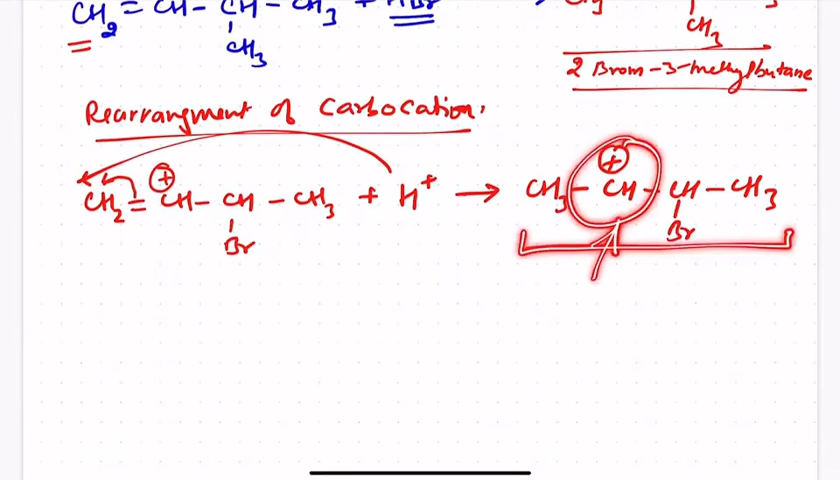 CH2 = CH - CH - CH3 + HBr
CH3
CH3
2 Brom-3-methylbutane
Rearrangment of Carbocation,
CH2 = CH - CH - CH3 + H+ → CH3 - CH - CH - CH3
⊕ ⊕
Br Br